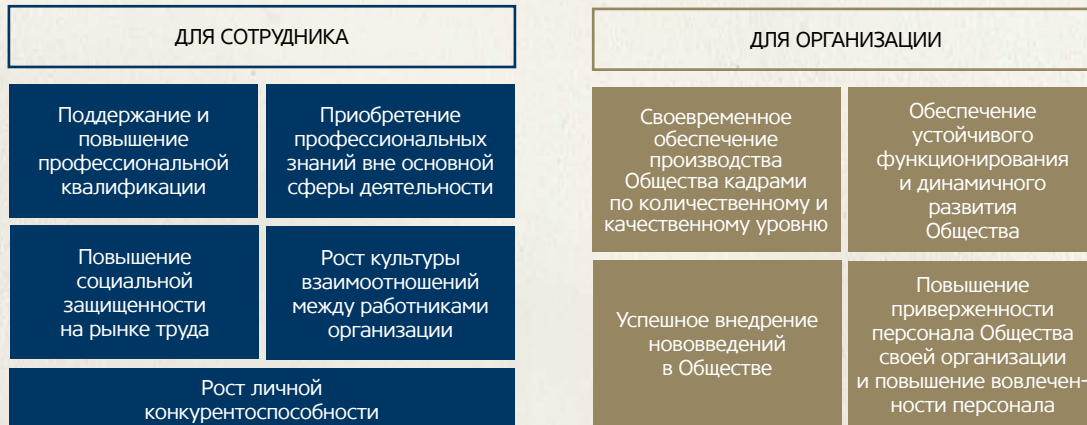 ДЛЯ СОТРУДНИКА
Поддержание и
повышение
профессиональной
квалификации
Приобретение
профессиональных
знаний вне основной
сферы деятельности
Повышение
социальной
защищенности
на рынке труда
Рост культуры
взаимоотношений
между работниками
организации
Рост личной
конкурентоспособности
ДЛЯ ОРГАНИЗАЦИИ
Своевременное
обеспечение
производства
Общества кадрами
по количественному и
качественному уровню
Обеспечение
устойчивого
функционирования
и динамичного
развития
Общества
Успешное внедрение
нововведений
в Обществе
Повышение
приверженности
персонала Общества
своей организации
и повышение вовлечен-
ности персонала